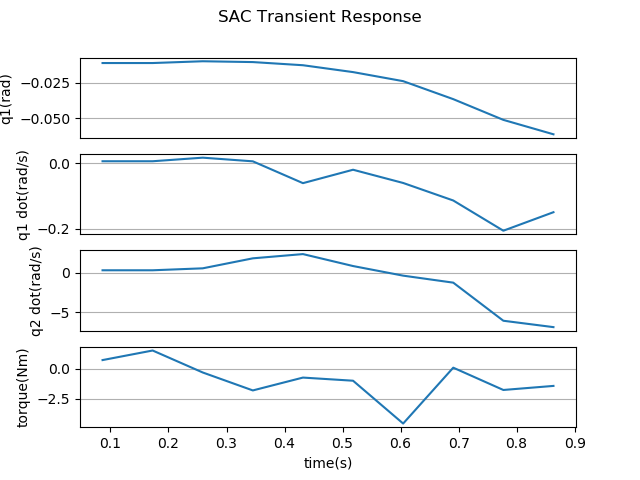 SAC Transient Response
q1(rad)
−0.025
−0.050
q1 dot(rad/s)
0.0
−0.2
q2 dot(rad/s)
0
−5
torque(Nm)
0.0
−2.5
0.1 0.2 0.3 0.4 0.5 0.6 0.7 0.8 0.9
time(s)